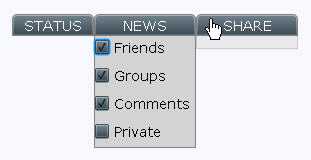 STATUS NEWS SHARE
Friends
Groups
Comments
Private